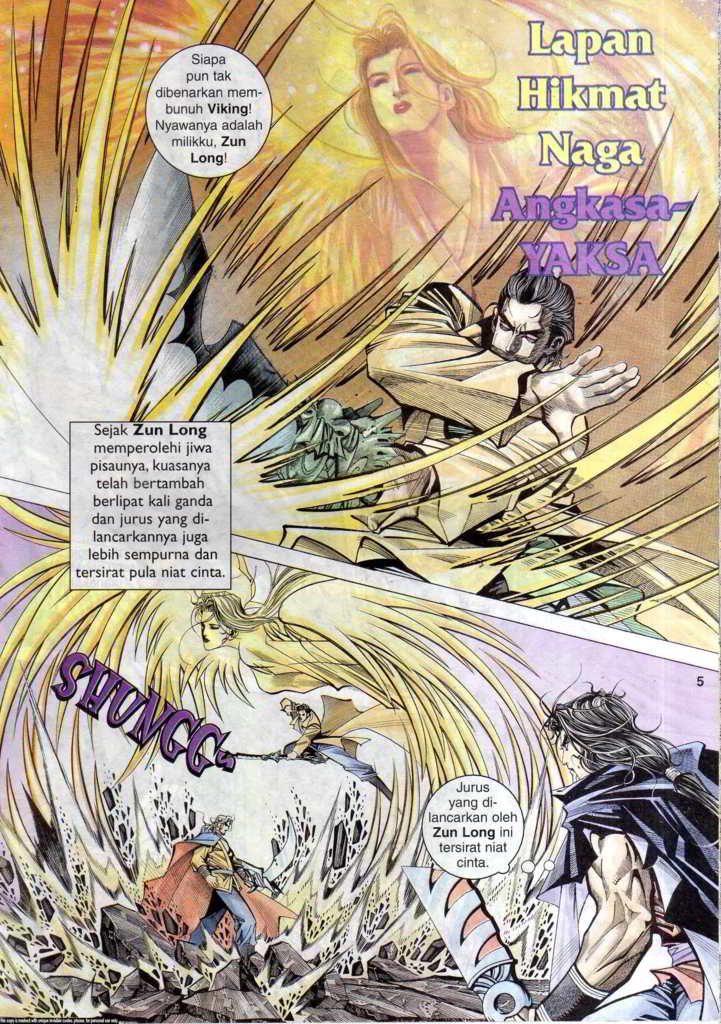 Siapa
pun tak
dibenarkan mem-
bunuh Viking!
Nyawanya adalah
milikku, Zun
Long!
Lapan
Hikmat
Naga
Angkasa-
YAKSA
Sejak Zun Long
memperolehi jiwa
pisaunya, kuasanya
telah bertambah
berlipat kali ganda
dan jurus yang di-
lancarkannya juga
lebih sempurna dan
tersirat pula niat cinta.
5
SHUNGGS
Jurus
yang di-
lancarkan oleh
Zun Long ini
tersirat niat
cinta.